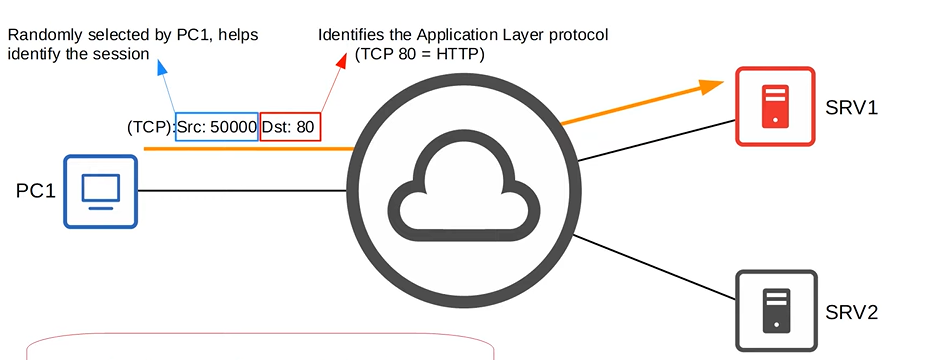 Randomly selected by PC1, helps
identify the session
Identifies the Application Layer protocol
(TCP 80 = HTTP)
(TCP):Src: 50000 Dst: 80
PC1
SRV1
SRV2